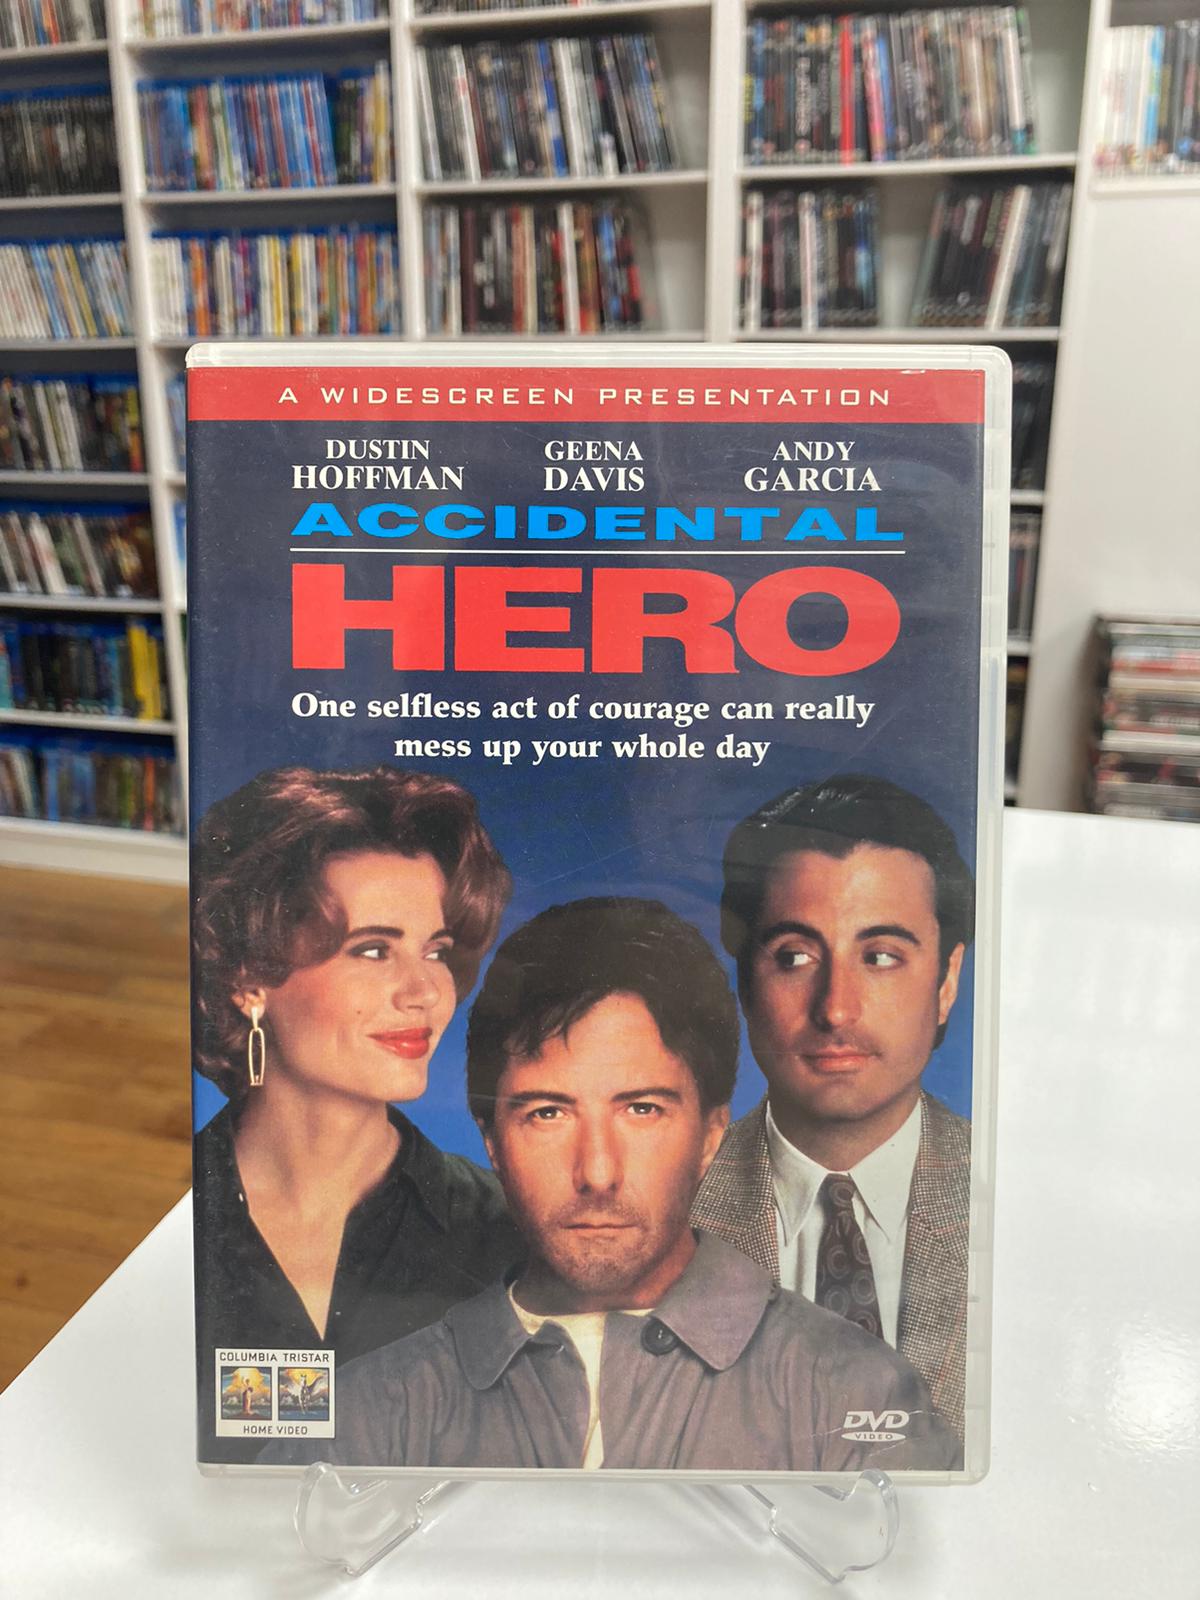 A WIDESCREEN PRESENTATION
DUSTIN HOFFMAN
GEENA DAVIS
ANDY GARCIA
ACCIDENTAL
HERO
One selfless act of courage can really
mess up your whole day
COLUMBIA TRISTAR
HOME VIDEO
DVD
VIDEO